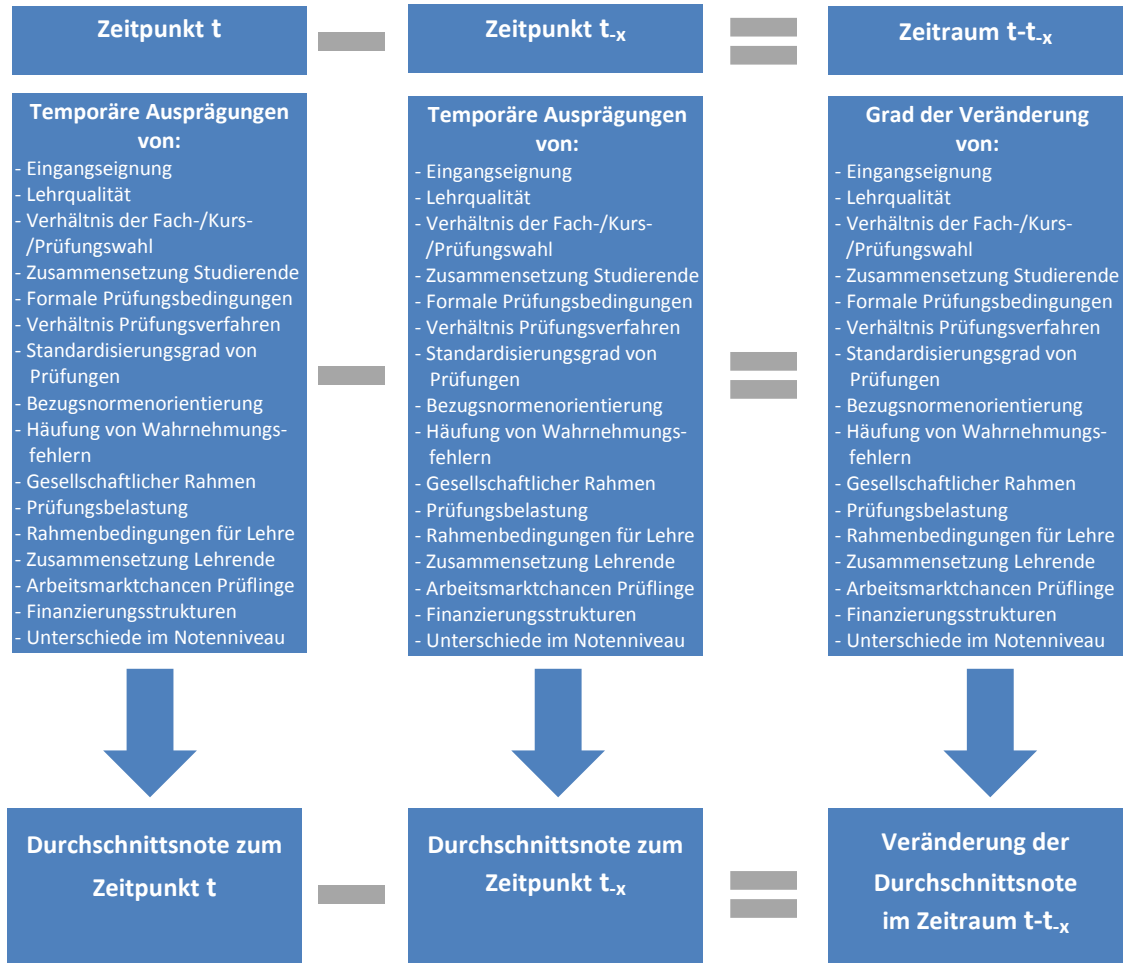 Zeitpunkt t
Zeitpunkt t-x
Zeitraum t-t-x
Temporäre Ausprägungen
von:
- Eingangseignung
- Lehrqualität
- Verhältnis der Fach-/Kurs-
/Prüfungswahl
- Zusammensetzung Studierende
- Formale Prüfungsbedingungen
- Verhältnis Prüfungsverfahren
- Standardisierungsgrad von
Prüfungen
- Bezugsnormenorientierung
- Häufung von Wahrnehmungs-
fehlern
- Gesellschaftlicher Rahmen
- Prüfungsbelastung
- Rahmenbedingungen für Lehre
- Zusammensetzung Lehrende
- Arbeitsmarktchancen Prüflinge
- Finanzierungsstrukturen
- Unterschiede im Notenniveau
Temporäre Ausprägungen
von:
- Eingangseignung
- Lehrqualität
- Verhältnis der Fach-/Kurs-
/Prüfungswahl
- Zusammensetzung Studierende
- Formale Prüfungsbedingungen
- Verhältnis Prüfungsverfahren
- Standardisierungsgrad von
Prüfungen
- Bezugsnormenorientierung
- Häufung von Wahrnehmungs-
fehlern
- Gesellschaftlicher Rahmen
- Prüfungsbelastung
- Rahmenbedingungen für Lehre
- Zusammensetzung Lehrende
- Arbeitsmarktchancen Prüflinge
- Finanzierungsstrukturen
- Unterschiede im Notenniveau
Grad der Veränderung
von:
- Eingangseignung
- Lehrqualität
- Verhältnis der Fach-/Kurs-
/Prüfungswahl
- Zusammensetzung Studierende
- Formale Prüfungsbedingungen
- Verhältnis Prüfungsverfahren
- Standardisierungsgrad von
Prüfungen
- Bezugsnormenorientierung
- Häufung von Wahrnehmungs-
fehlern
- Gesellschaftlicher Rahmen
- Prüfungsbelastung
- Rahmenbedingungen für Lehre
- Zusammensetzung Lehrende
- Arbeitsmarktchancen Prüflinge
- Finanzierungsstrukturen
- Unterschiede im Notenniveau
Durchschnittsnote zum
Zeitpunkt t
Durchschnittsnote zum
Zeitpunkt t-x
Veränderung der
Durchschnittsnote
im Zeitraum t-t-x